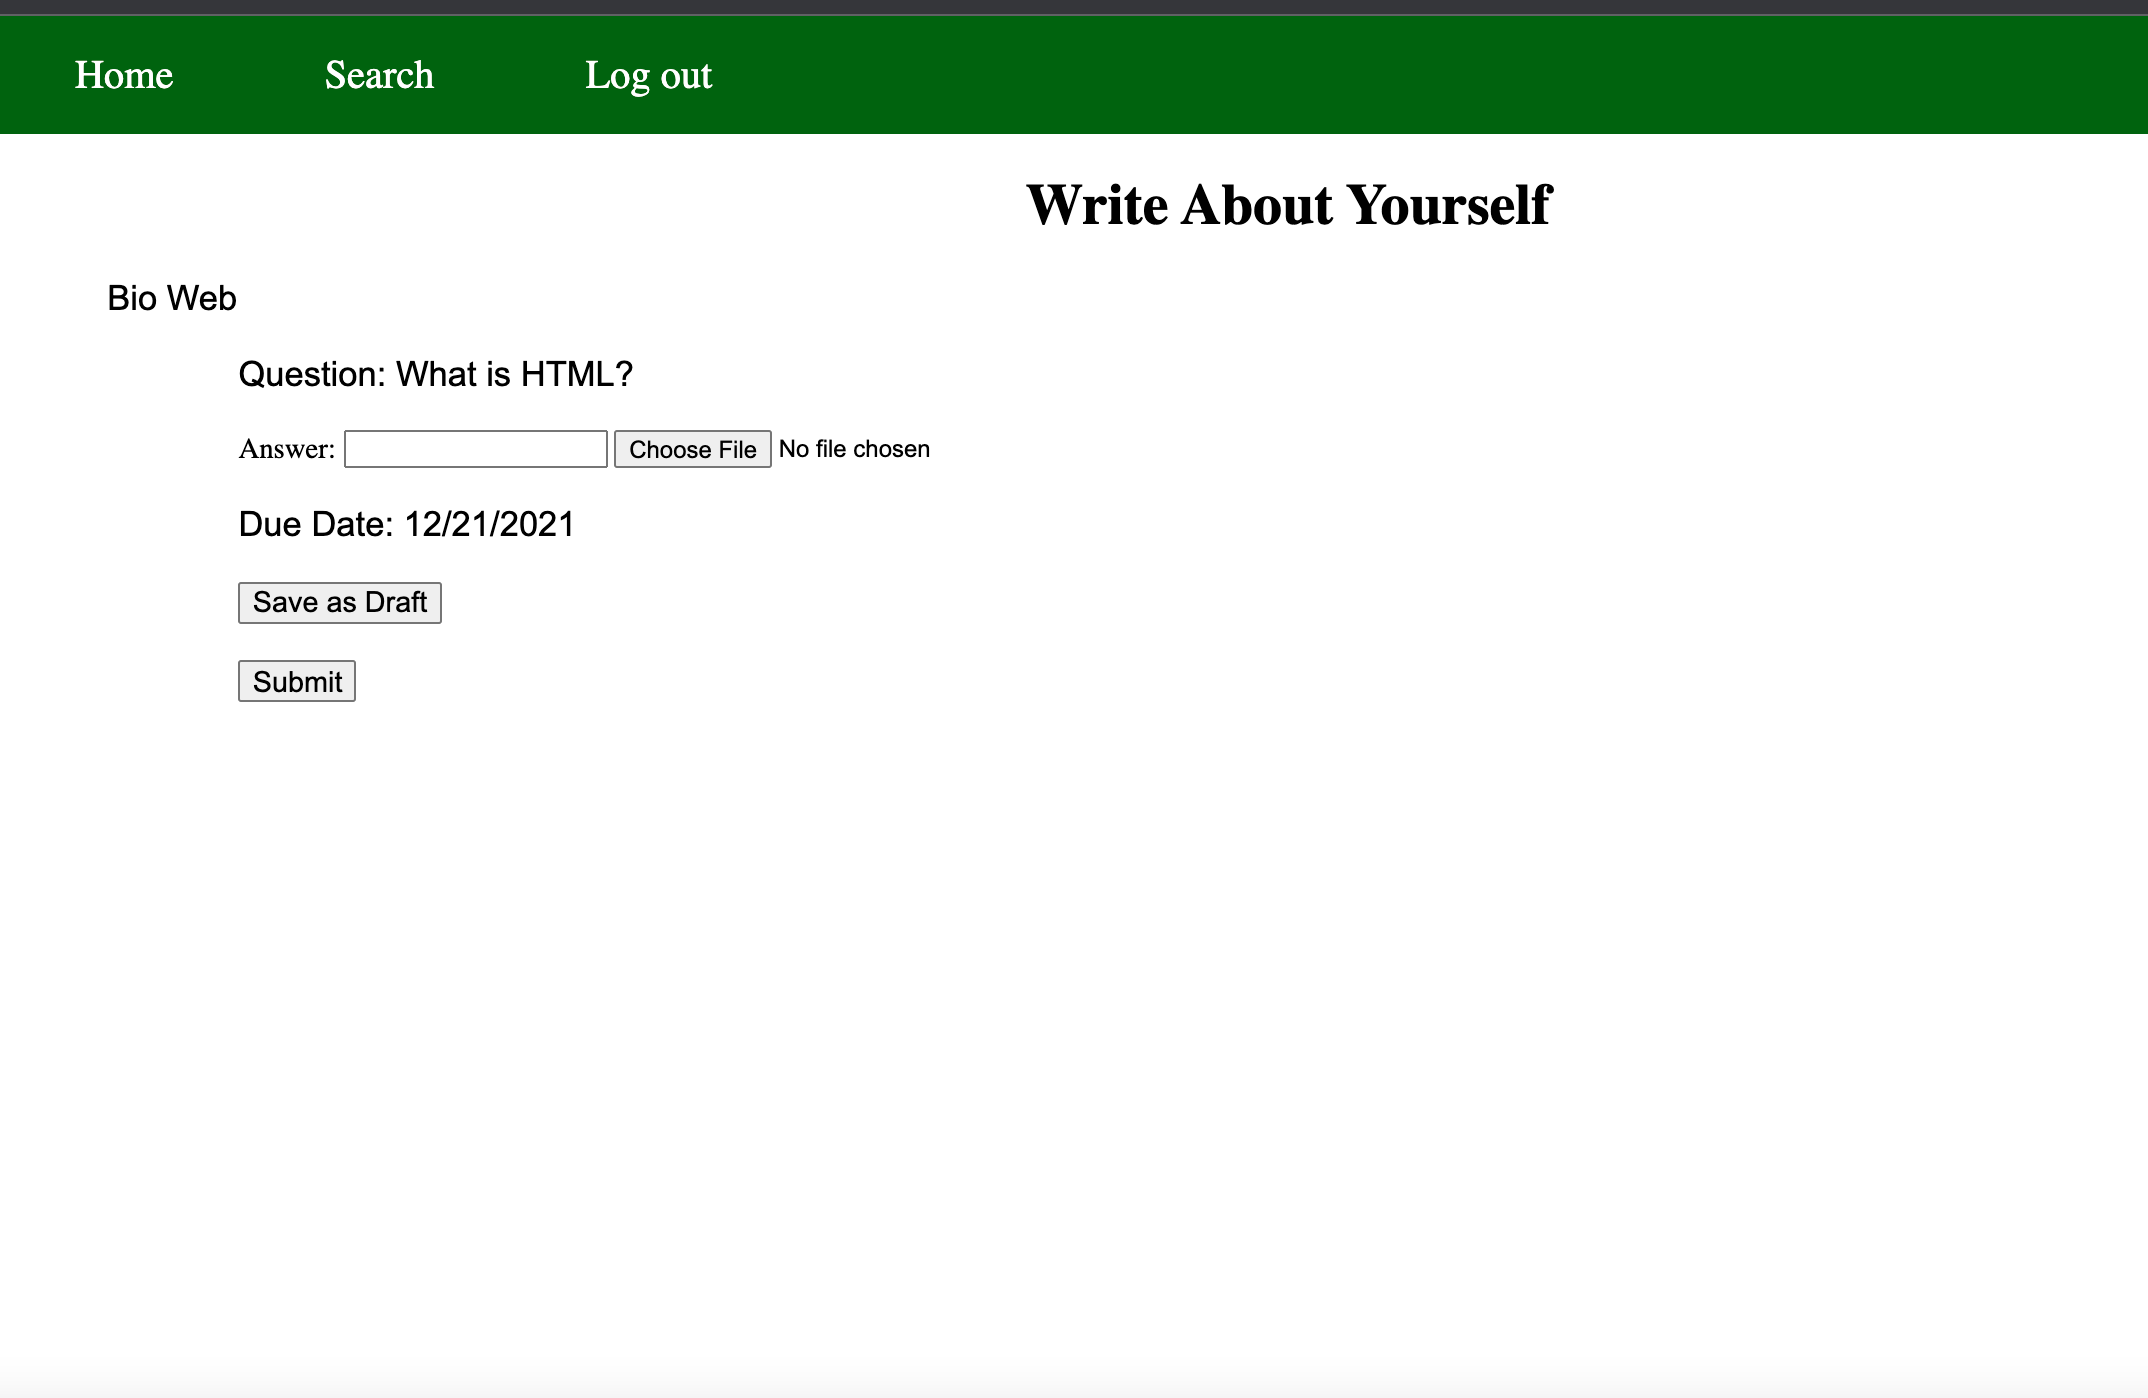 Home Search Log out
Write About Yourself
Bio Web
Question: What is HTML?
Answer: Choose File No file chosen
Due Date: 12/21/2021
Save as Draft
Submit